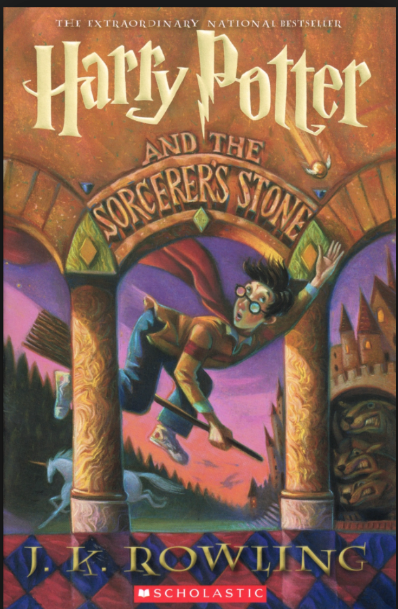 THE EXTRAORDINARY NATIONAL BESTSELLER
Harry Potter
AND THE
SORCERER'S STONE
J. K. ROWLING
SCHOLASTIC